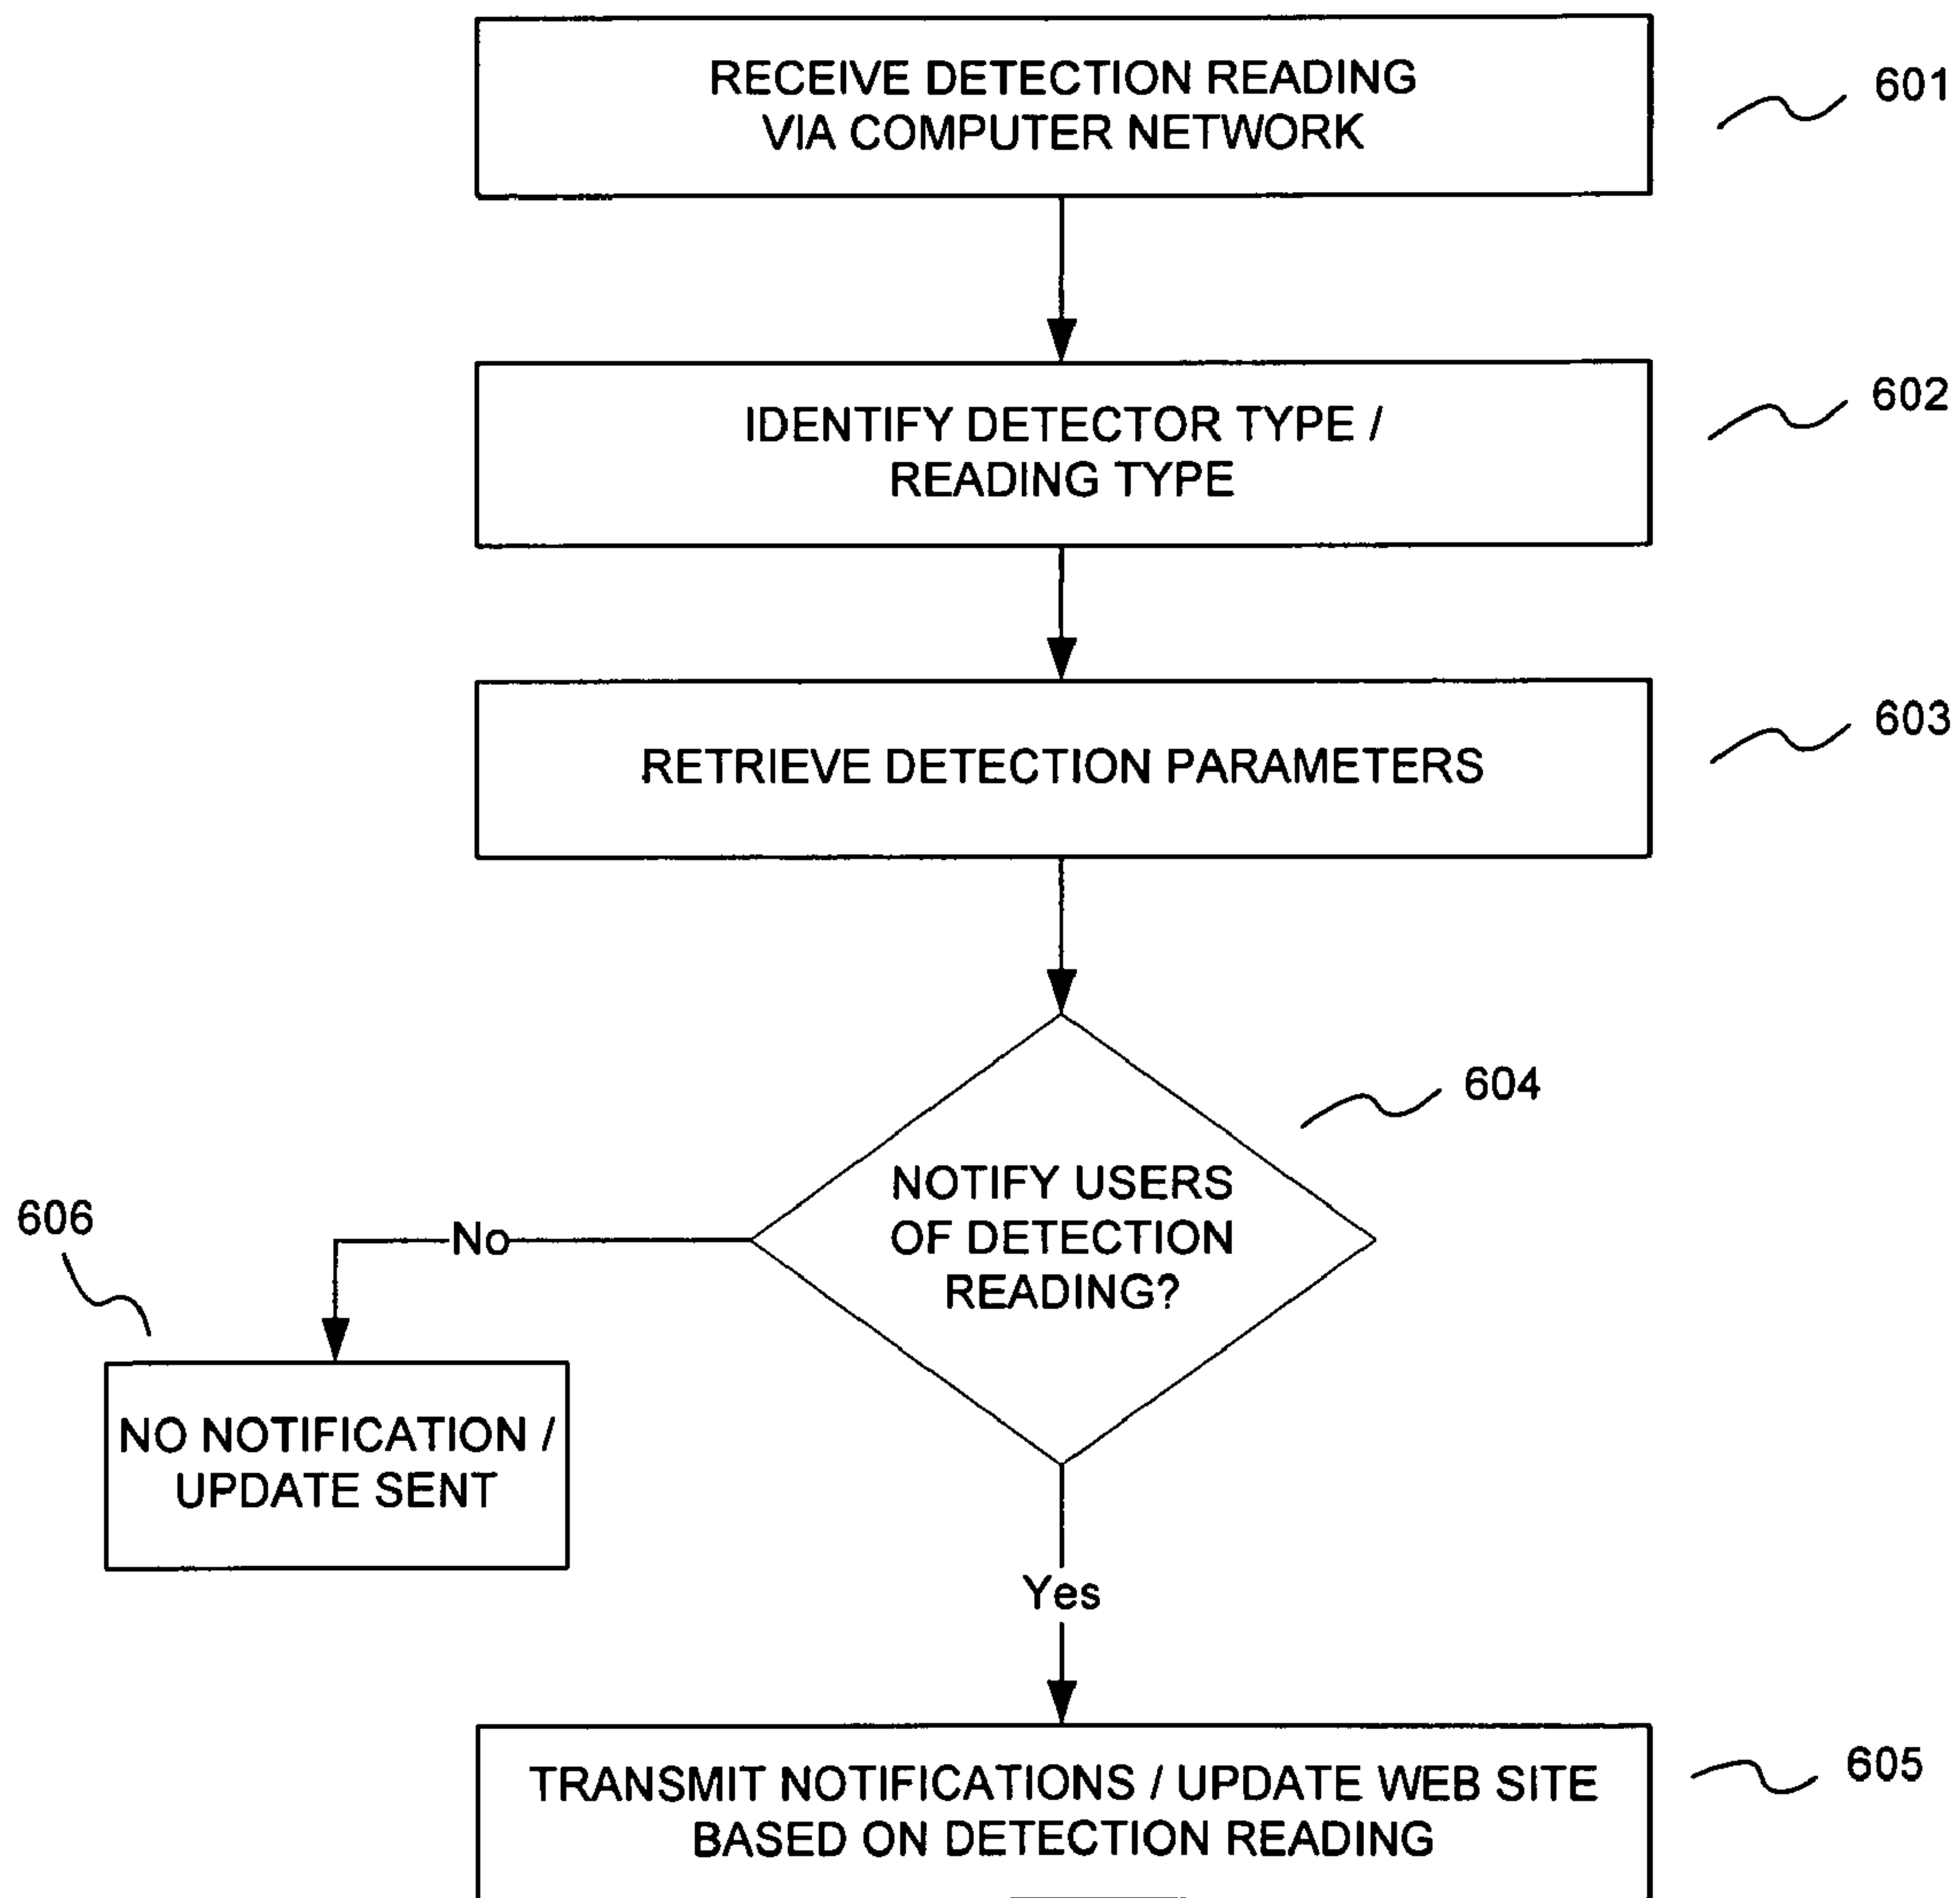 RECEIVE DETECTION READING
VIA COMPUTER NETWORK
601
IDENTIFY DETECTOR TYPE /
READING TYPE
602
RETRIEVE DETECTION PARAMETERS
603
NOTIFY USERS
OF DETECTION
READING?
604
No
606
NO NOTIFICATION /
UPDATE SENT
Yes
TRANSMIT NOTIFICATIONS / UPDATE WEB SITE
BASED ON DETECTION READING
605